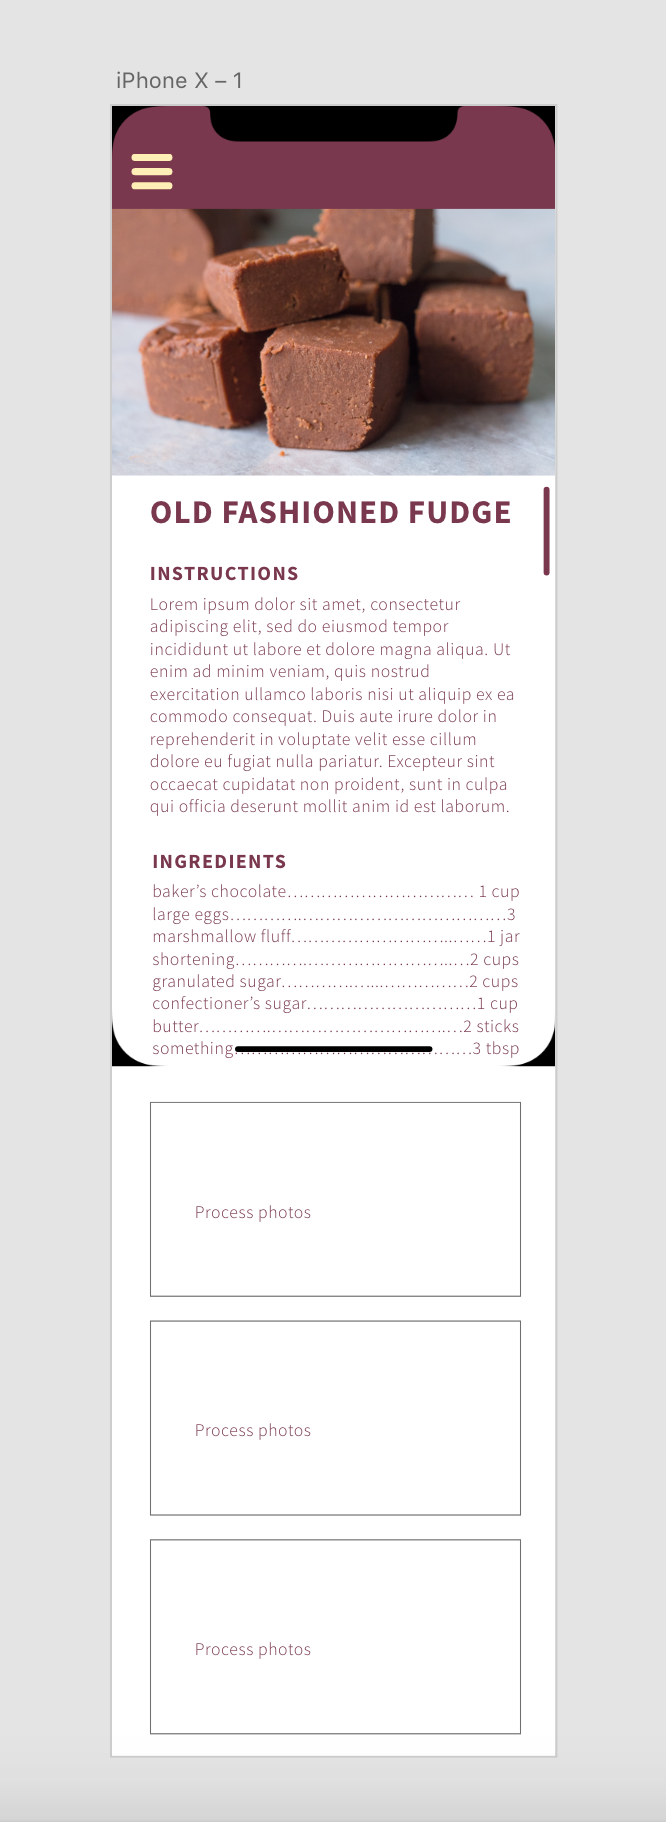 iPhone X – 1
OLD FASHIONED FUDGE
INSTRUCTIONS
Lorem ipsum dolor sit amet, consectetur
adipiscing elit, sed do eiusmod tempor
incididunt ut labore et dolore magna aliqua. Ut
enim ad minim veniam, quis nostrud
exercitation ullamco laboris nisi ut aliquip ex ea
commodo consequat. Duis aute irure dolor in
reprehenderit in voluptate velit esse cillum
dolore eu fugiat nulla pariatur. Excepteur sint
occaecat cupidatat non proident, sunt in culpa
qui officia deserunt mollit anim id est laborum.
INGREDIENTS
baker’s chocolate…………………………… 1 cup
large eggs………………………………………3
marshmallow fluff……………………………1 jar
shortening……………………………………2 cups
granulated sugar……………………………2 cups
confectioner’s sugar…………………………1 cup
butter…………………………………………2 sticks
something……………………………………3 tbsp
Process photos
Process photos
Process photos